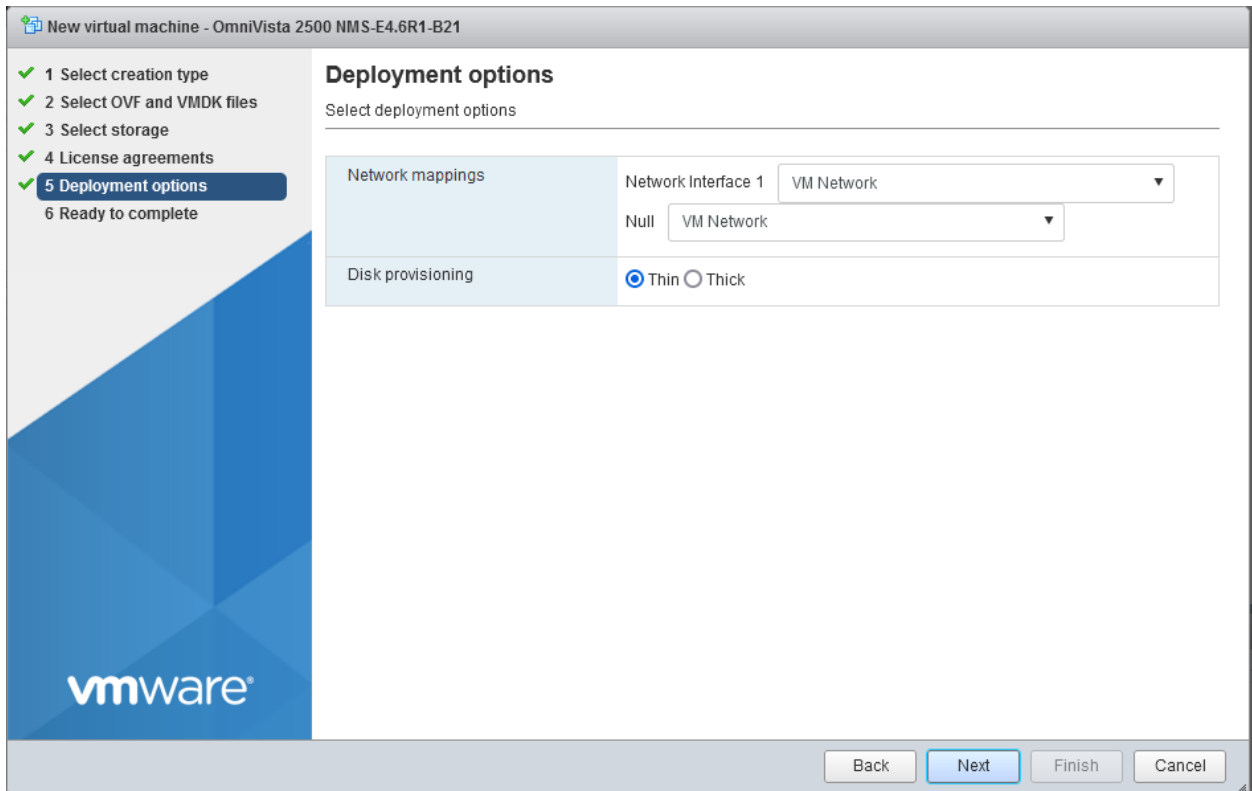 New virtual machine - OmniVista 2500 NMS-E4.6R1-B21
1 Select creation type
2 Select OVF and VMDK files
3 Select storage
4 License agreements
5 Deployment options
6 Ready to complete
vmware®
Deployment options
Select deployment options
Network mappings
Network Interface 1 VM Network
Null VM Network
Disk provisioning
Thin Thick
Back Next Finish Cancel